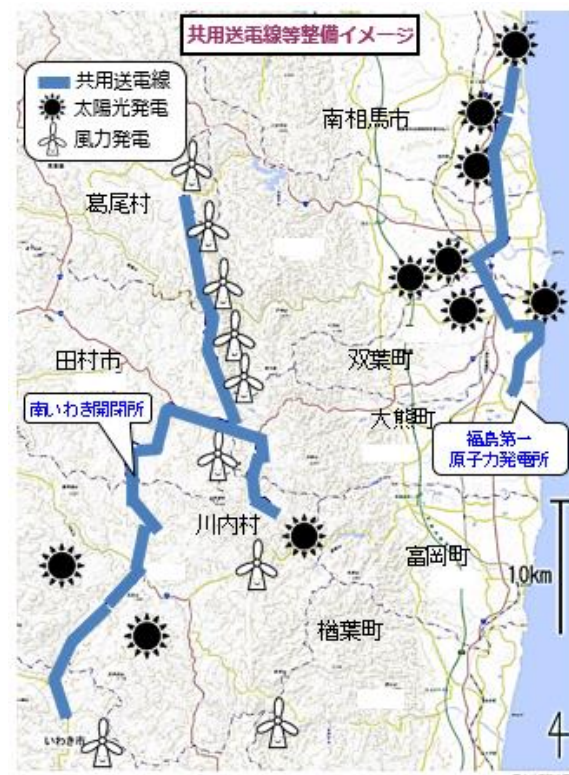 共用送電線等整備イメージ
共用送電線
太陽光発電
風力発電
南相馬市
葛尾村
田村市
双葉町
南いわき開閉所
大熊町
福島第一
原子力発電所
川内村
富岡町
10km
楢葉町
いわき市